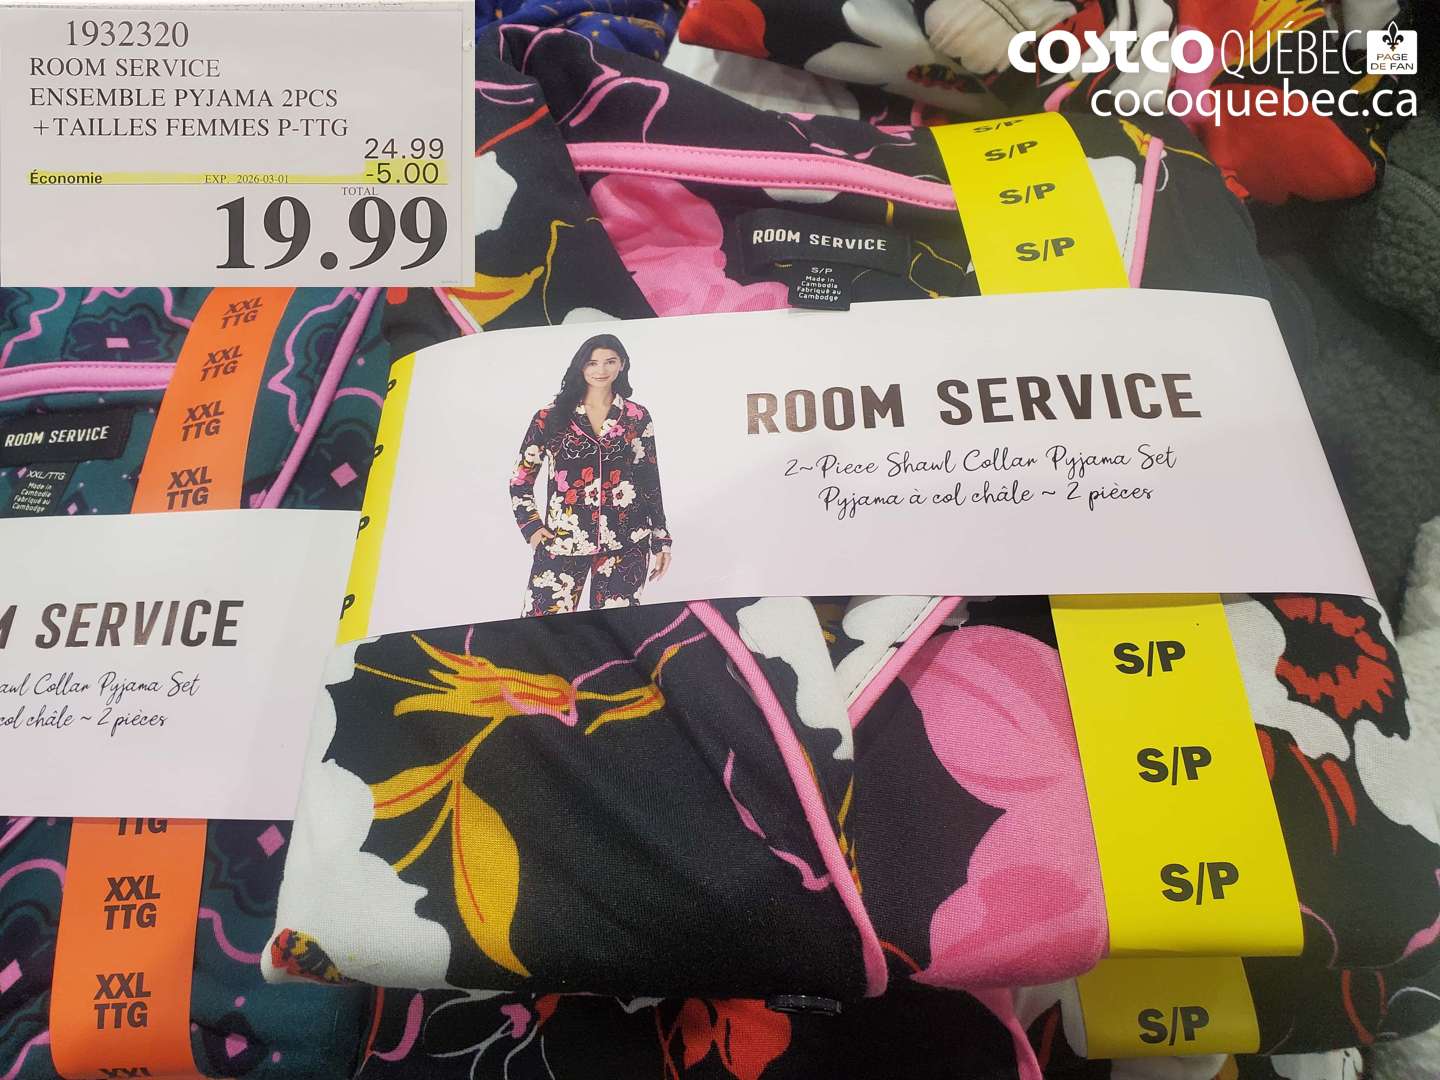 1932320
ROOM SERVICE
ENSEMBLE PYJAMA 2PCS
+TAILLES FEMMES P-TTG
24.99
Économie EXP. 2026-03-01 -5.00
TOTAL
19.99
COSTCO QUÉBEC PAGE DE FAN
cocoquebec.ca
S/P
S/P
S/P
S/P
ROOM SERVICE
S/P
Made in
Cambodia
Fabriqué au
Cambodge
XXL
TTG
XXL
TTG
XXL
TTG
XXL
TTG
ROOM SERVICE
XXL/TTG
Made in
Cambodia
Fabriqué au
Cambodge
P
P
P
P
ROOM SERVICE
2~Piece Shawl Collar Pyjama Set
Pyjama à col châle ~ 2 pièces
M SERVICE
awl Collar Pyjama Set
col châle ~ 2 pièces
S/P
S/P
S/P
S/P
TTG
XXL
TTG
XXL
TTG
XXL